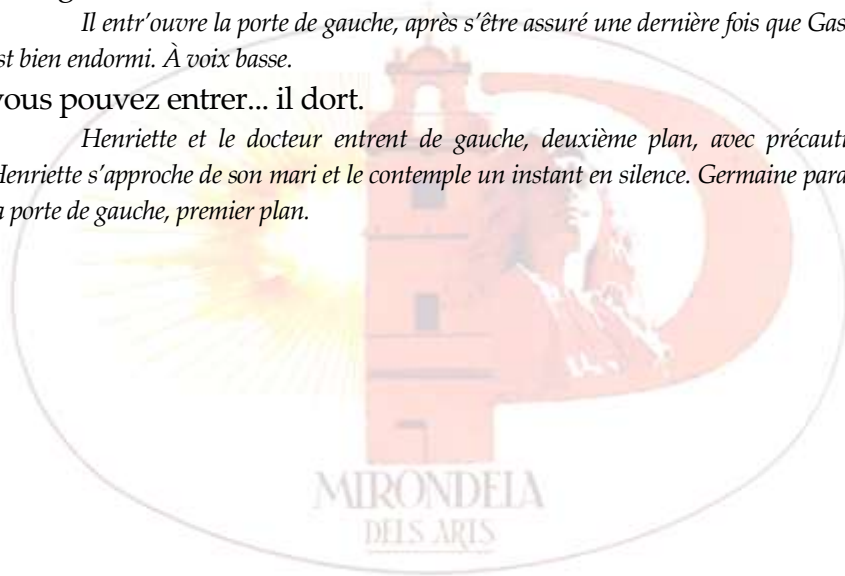 Il entr’ouvre la porte de gauche, après s’être assuré une dernière fois que Gas
st bien endormi. À voix basse.
vous pouvez entrer... il dort.
Henriette et le docteur entrent de gauche, deuxième plan, avec précauti
Henriette s’approche de son mari et le contemple un instant en silence. Germaine para
a porte de gauche, premier plan.
MIRONDELA
DELS ARTS